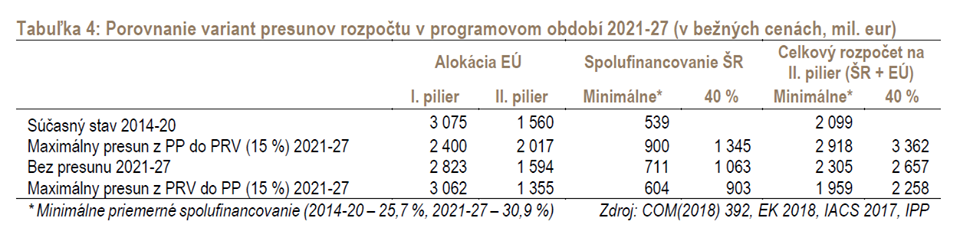 Tabuľka 4: Porovnanie variant presunov rozpočtu v programovom období 2021-27 (v bežných cenách, mil. eur)
Alokácia EÚ Spolufinancovanie ŠR Celkový rozpočet na II. pilier (ŠR + EÚ)
I. pilier II. pilier Minimálne* 40 % Minimálne* 40 %
Súčasný stav 2014-20 3 075 1 560 539 2 099
Maximálny presun z PP do PRV (15 %) 2021-27 2 400 2 017 900 1 345 2 918 3 362
Bez presunu 2021-27 2 823 1 594 711 1 063 2 305 2 657
Maximálny presun z PRV do PP (15 %) 2021-27 3 062 1 355 604 903 1 959 2 258
* Minimálne priemerné spolufinancovanie (2014-20 – 25,7 %, 2021-27 – 30,9 %) Zdroj: COM(2018) 392, EK 2018, IACS 2017, IPP